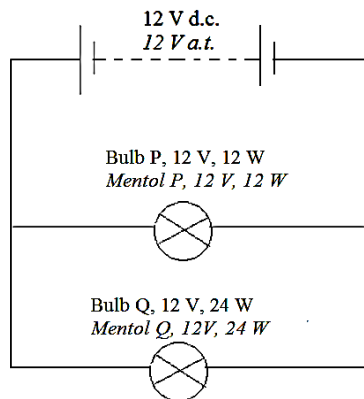 12 V d.c.
12 V a.t.
Bulb P, 12 V, 12 W
Mentol P, 12 V, 12 W
Bulb Q, 12 V, 24 W
Mentol Q, 12V, 24 W